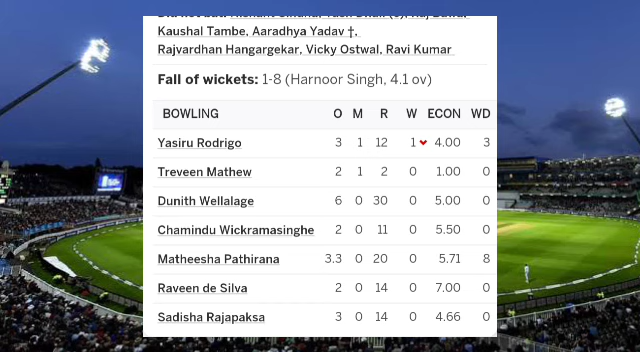 Kaushal Tambe, Aaradhya Yadav †,
Rajvardhan Hangargekar, Vicky Ostwal, Ravi Kumar
Fall of wickets: 1-8 (Harnoor Singh, 4.1 ov)
BOWLING O M R W ECON WD
Yasiru Rodrigo 3 1 12 1 4.00 3
Treveen Mathew 2 1 2 0 1.00 0
Dunith Wellalage 6 0 30 0 5.00 0
Chamindu Wickramasinghe 2 0 11 0 5.50 0
Matheesha Pathirana 3.3 0 20 0 5.71 8
Raveen de Silva 2 0 14 0 7.00 0
Sadisha Rajapaksa 3 0 14 0 4.66 0